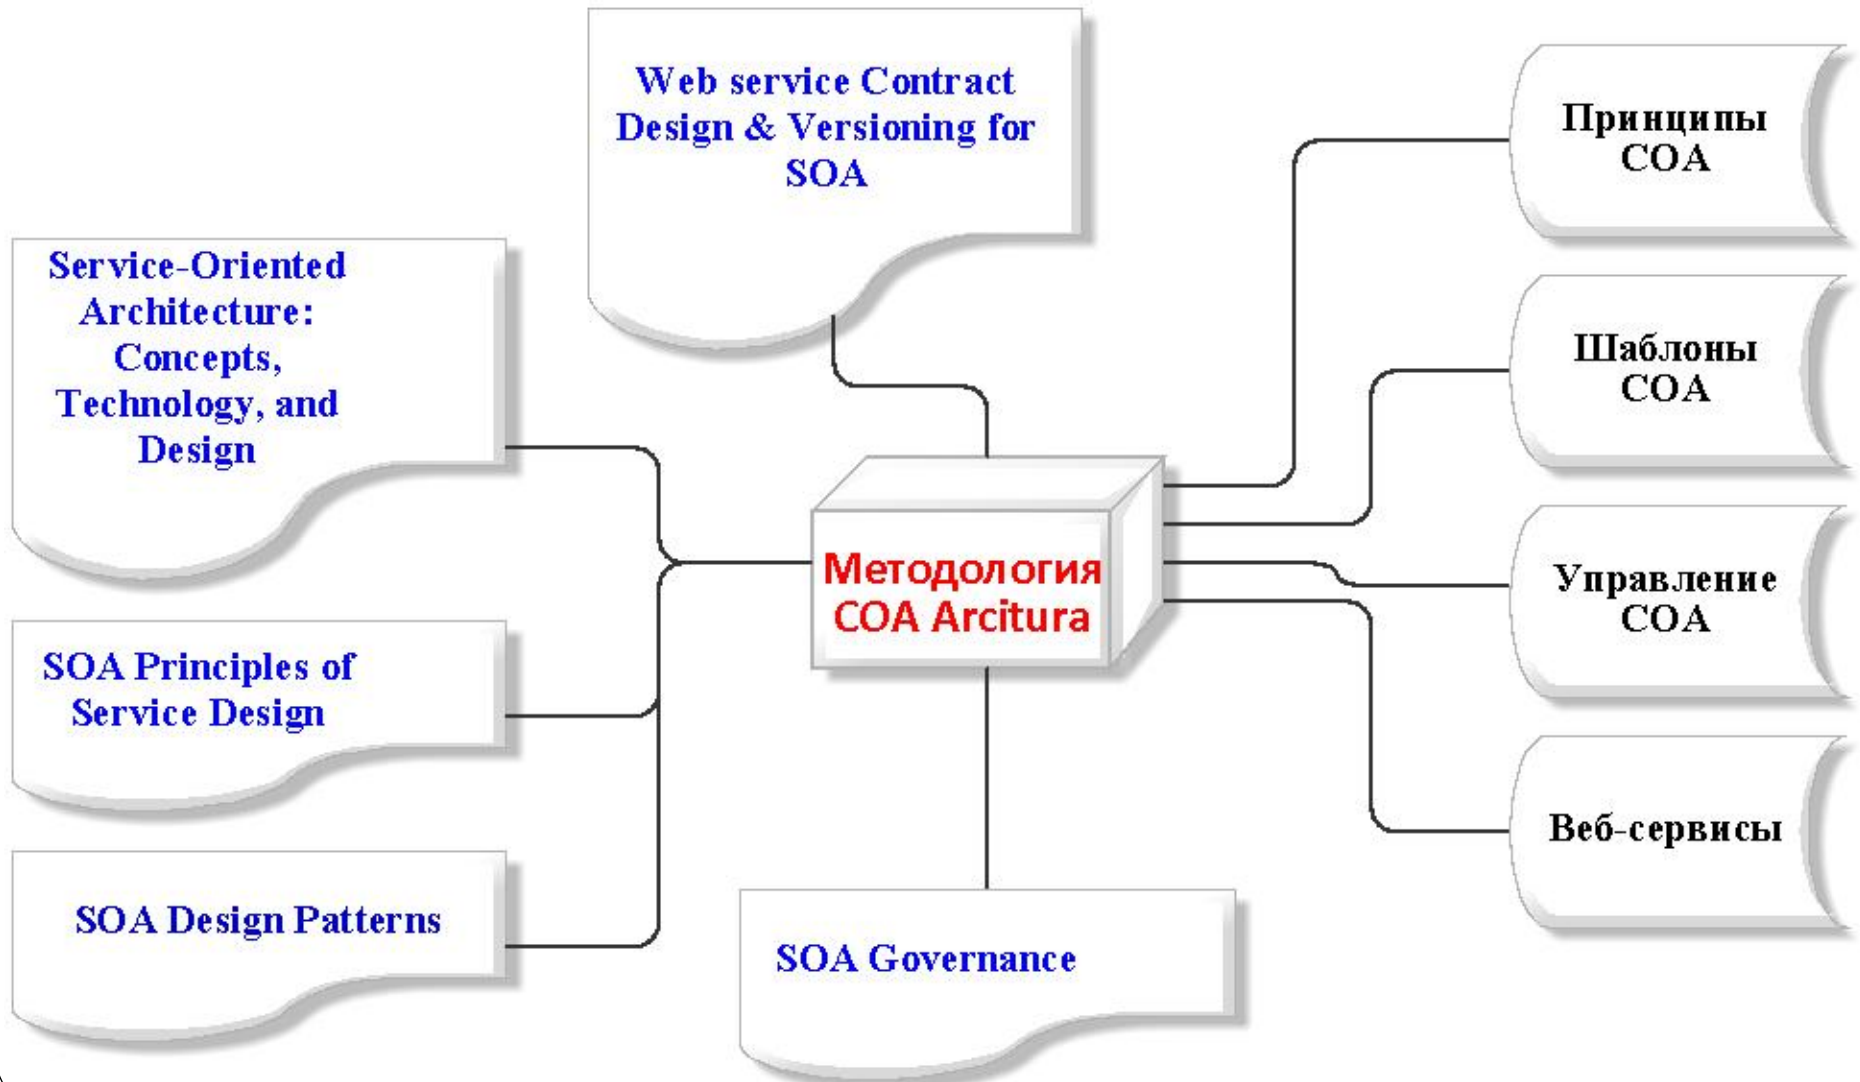 Web service Contract
Design & Versioning for
SOA
Service-Oriented
Architecture:
Concepts,
Technology, and
Design
SOA Principles of
Service Design
SOA Design Patterns
Методология
СОА Arcitura
SOA Governance
Принципы
СОА
Шаблоны
СОА
Управление
СОА
Веб-сервисы